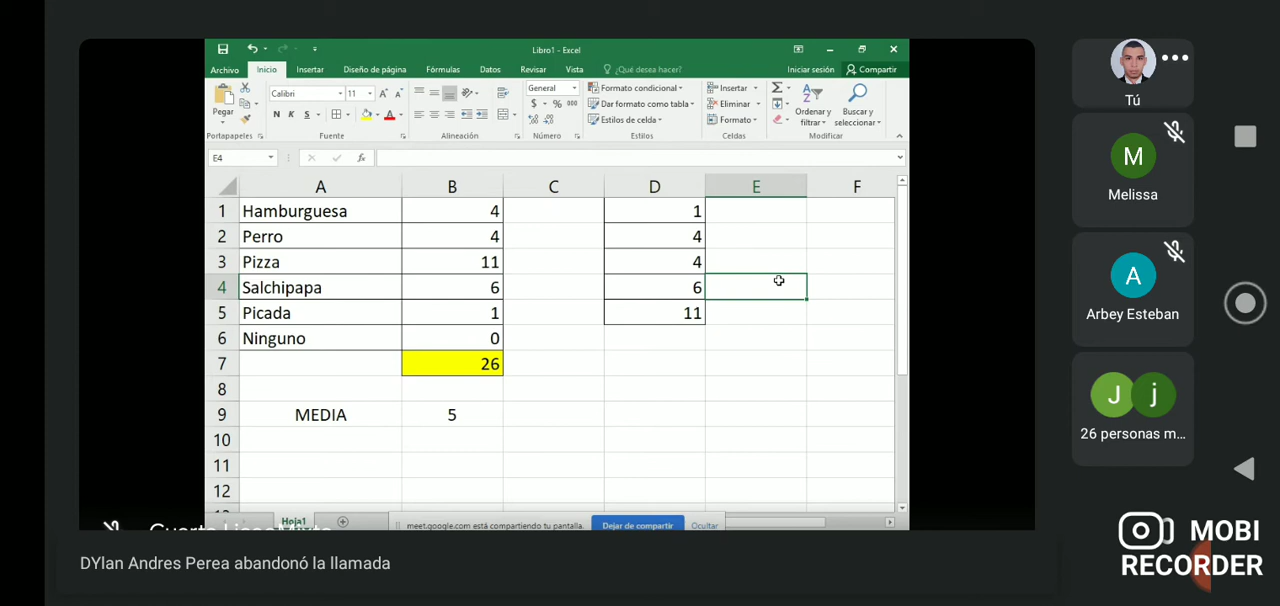 Libro1 - Excel
Archivo Inicio Insertar Diseño de página Fórmulas Datos Revisar Vista ¿Qué desea hacer? Iniciar sesión Compartir
Calibri 11 General Formato condicional Insertar
Pegar N K S $ % 000 Dar formato como tabla Eliminar Ordenar y filtrar Buscar y seleccionar
Estilos de celda Formato
Portapapeles Fuente Alineación Número Estilos Celdas Modificar
E4 fx
A B C D E F
1 Hamburguesa 4 1
2 Perro 4 4
3 Pizza 11 4
4 Salchipapa 6 6
5 Picada 1 11
6 Ninguno 0
7 26
8
9 MEDIA 5
10
11
12
Hoja1
meet.google.com está compartiendo tu pantalla. Dejar de compartir Ocultar
DYlan Andres Perea abandonó la llamada
Tú
M
Melissa
A
Arbey Esteban
J j
26 personas m...
MOBI
RECORDER